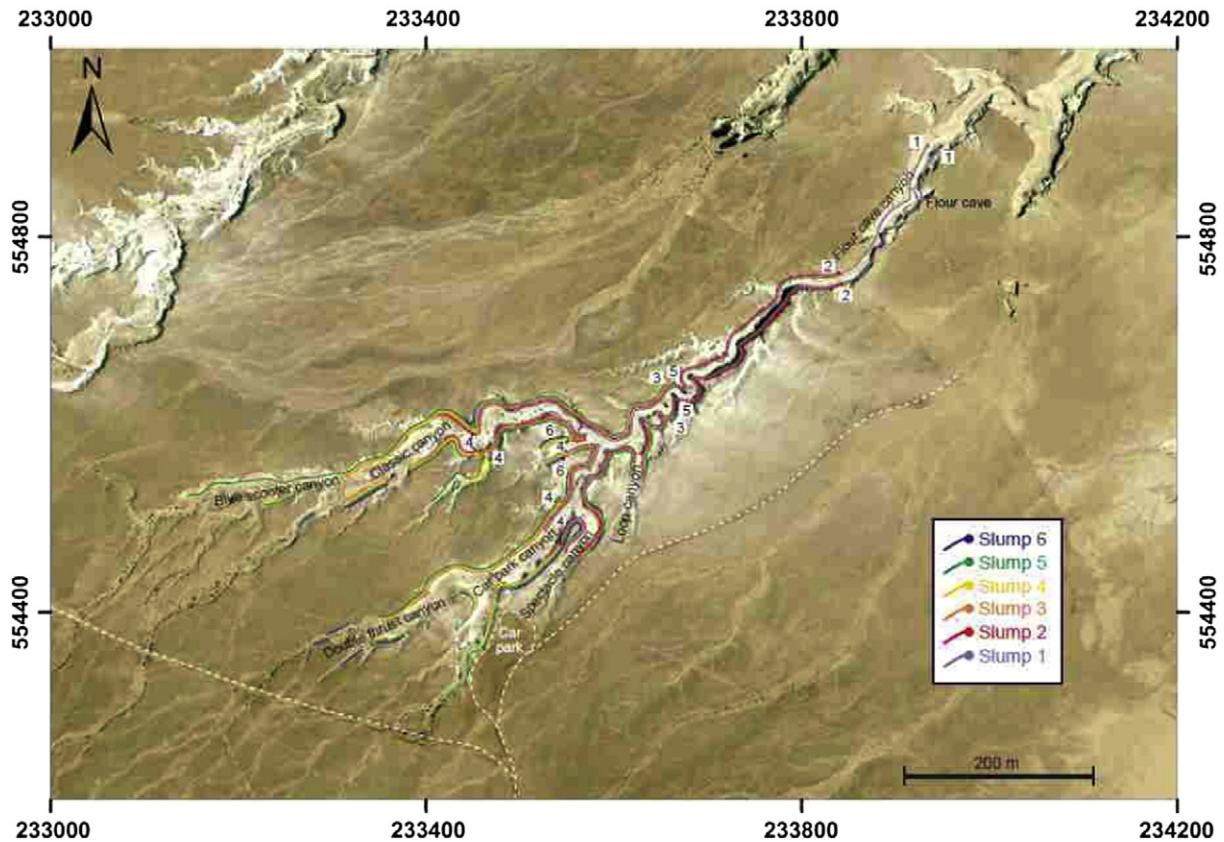 233000 233400 233800 234200
N
1
1
Flour cave canyon
Flour cave
554800
554800
2
2
3 5
5
3
6
4
4
4
6
Classic canyon
Blue scooter canyon
4
4
Loop canyon
Car park canyon
Spectacle canyon
Double thrust canyon
Car
park
554400
554400
Slump 6
Slump 5
Slump 4
Slump 3
Slump 2
Slump 1
200 m
233000 233400 233800 234200